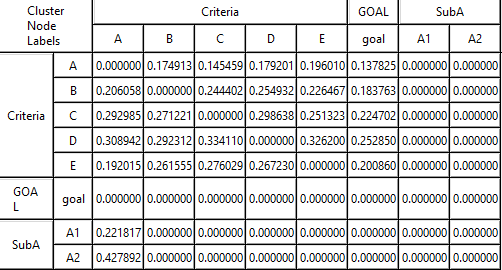 Cluster Node Labels Criteria GOAL SubA
A B C D E goal A1 A2
Criteria A 0.000000 0.174913 0.145459 0.179201 0.196010 0.137825 0.000000 0.000000
B 0.206058 0.000000 0.244402 0.254932 0.226467 0.183763 0.000000 0.000000
C 0.292985 0.271221 0.000000 0.298638 0.251323 0.224702 0.000000 0.000000
D 0.308942 0.292312 0.334110 0.000000 0.326200 0.252850 0.000000 0.000000
E 0.192015 0.261555 0.276029 0.267230 0.000000 0.200860 0.000000 0.000000
GOA L goal 0.000000 0.000000 0.000000 0.000000 0.000000 0.000000 0.000000 0.000000
SubA A1 0.221817 0.000000 0.000000 0.000000 0.000000 0.000000 0.000000 0.000000
A2 0.427892 0.000000 0.000000 0.000000 0.000000 0.000000 0.000000 0.000000